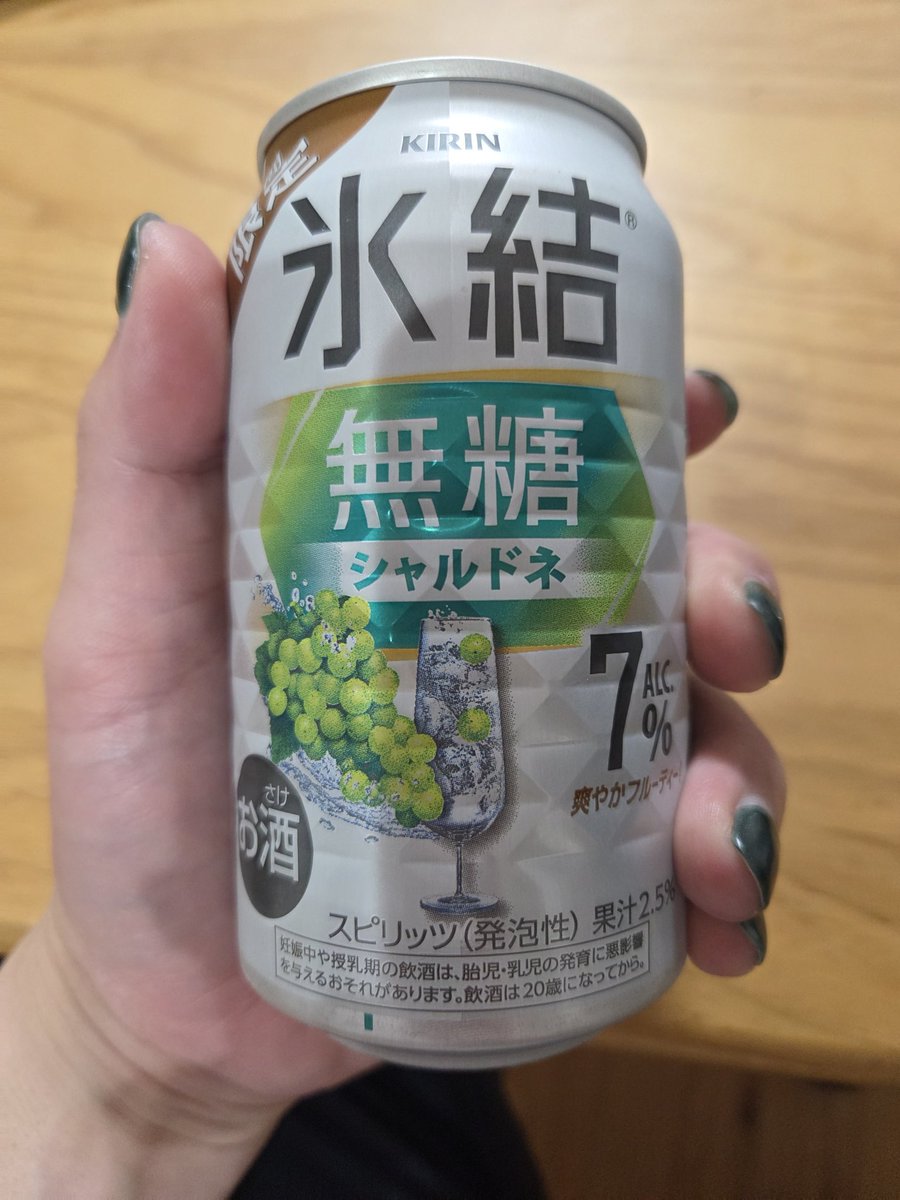 限定
KIRIN
氷結®
無糖
シャルドネ
7 ALC.%
爽やかフルーティー
さけ
お酒
スピリッツ(発泡性) 果汁2.5%
妊娠中や授乳期の飲酒は、胎児・乳児の発育に悪影響
を与えるおそれがあります。飲酒は20歳になってから。